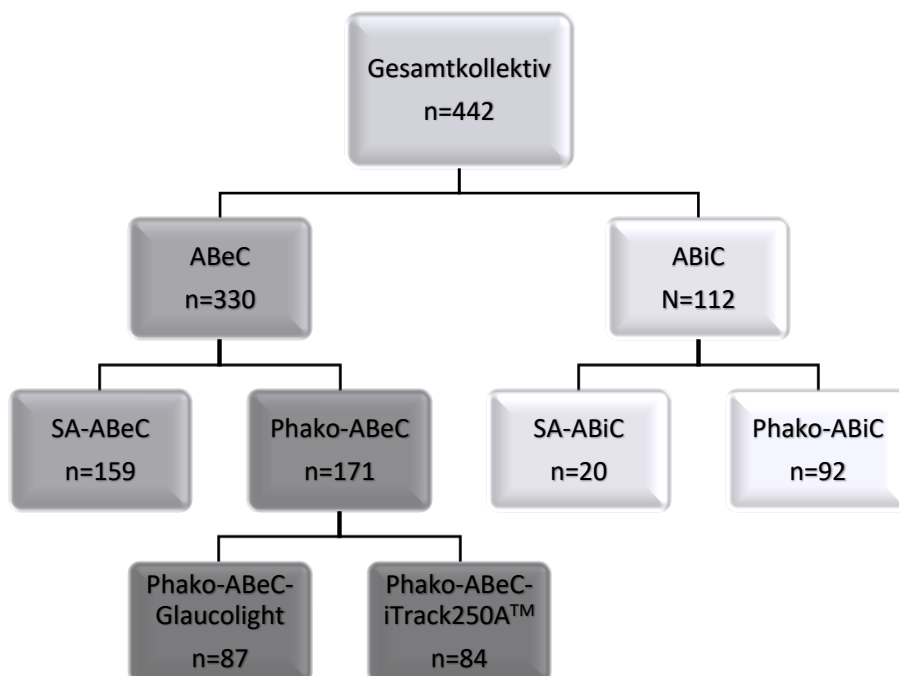 Gesamtkollektiv
n=442
ABeC
n=330
ABiC
N=112
SA-ABeC
n=159
Phako-ABeC
n=171
SA-ABiC
n=20
Phako-ABiC
n=92
Phako-ABeC-
Glaucolight
n=87
Phako-ABeC-
iTrack250A™
n=84